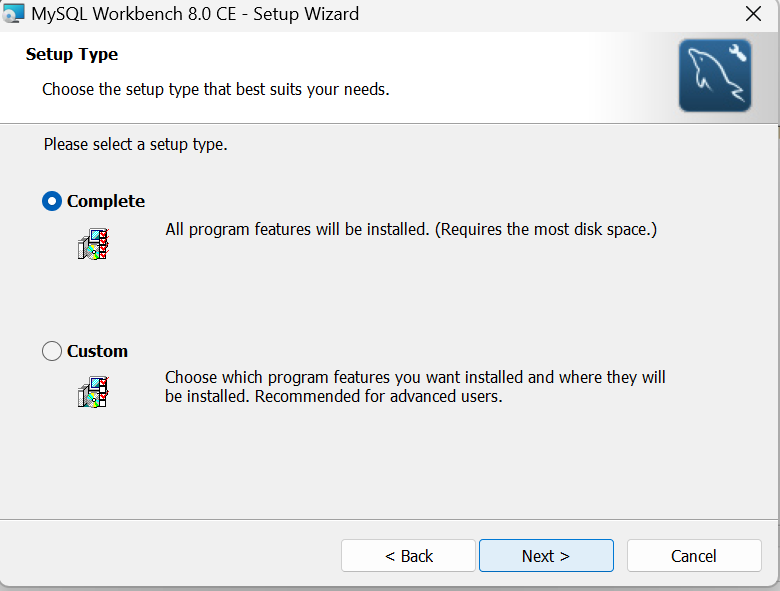 MySQL Workbench 8.0 CE - Setup Wizard
Setup Type
Choose the setup type that best suits your needs.
Please select a setup type.
Complete
All program features will be installed. (Requires the most disk space.)
Custom
Choose which program features you want installed and where they will
be installed. Recommended for advanced users.
< Back
Next >
Cancel